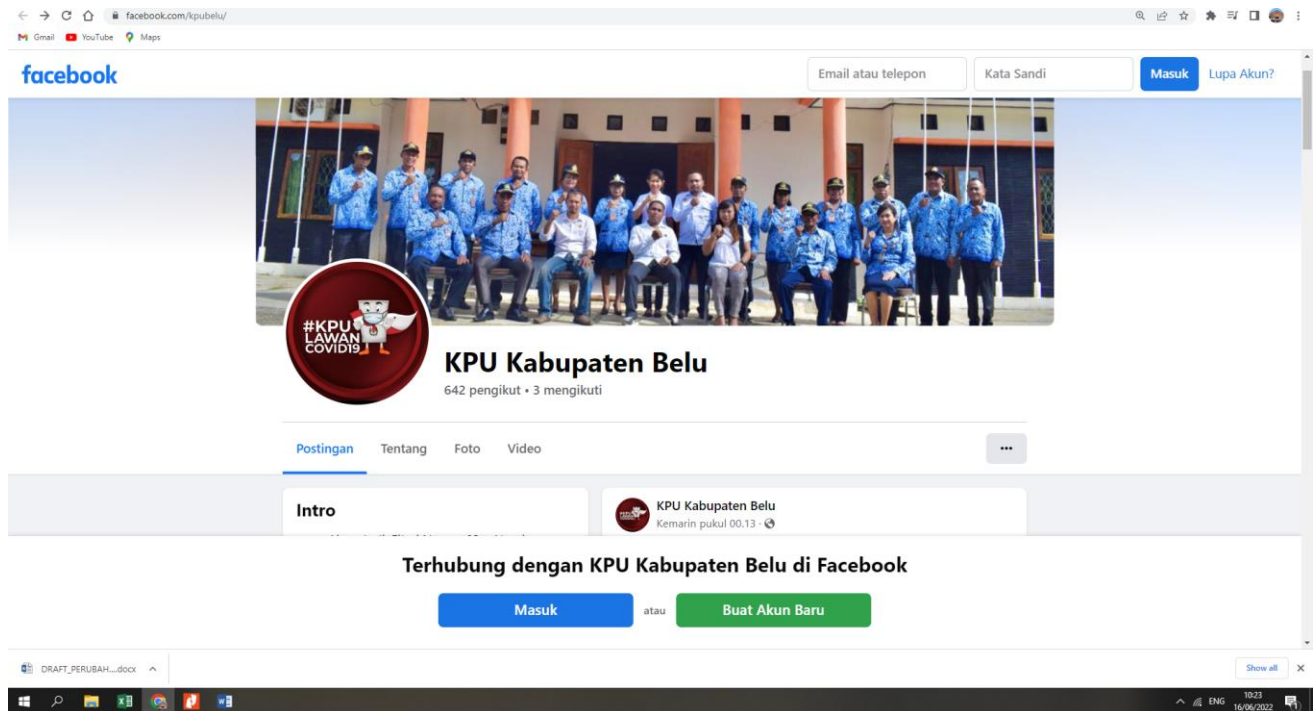 facebook.com/kpubelu/
Gmail YouTube Maps
facebook
Email atau telepon
Kata Sandi
Masuk
Lupa Akun?
#KPU
LAWAN
COVID19
KPU Kabupaten Belu
642 pengikut • 3 mengikuti
Postingan Tentang Foto Video
Intro
KPU Kabupaten Belu
Kemarin pukul 00.13 ·
Terhubung dengan KPU Kabupaten Belu di Facebook
Masuk atau Buat Akun Baru
DRAFT_PERUBAH....docx
Show all
ENG
10:23
16/06/2022